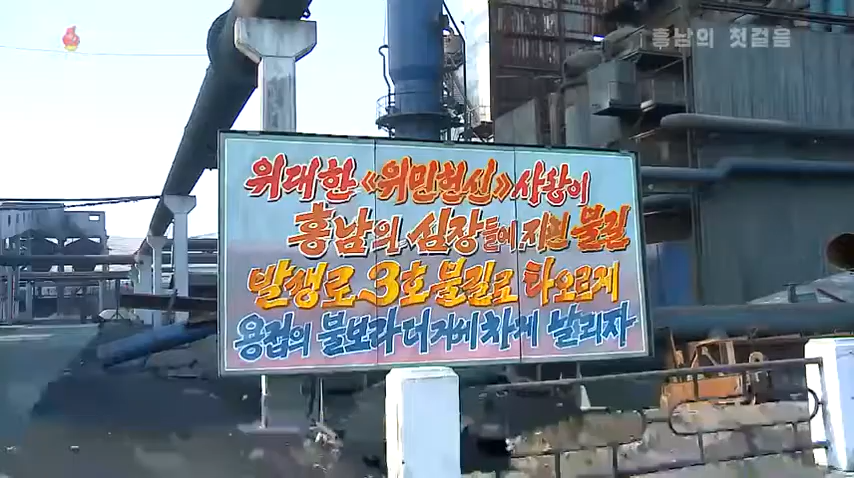 흥남의 첫걸음
위대한 《위민헌신》사왕이
흥남의 심장들에 지핀 불길
발생로 3호 불길로 타오르게
용접의 불보라 더 거세차게 날리자